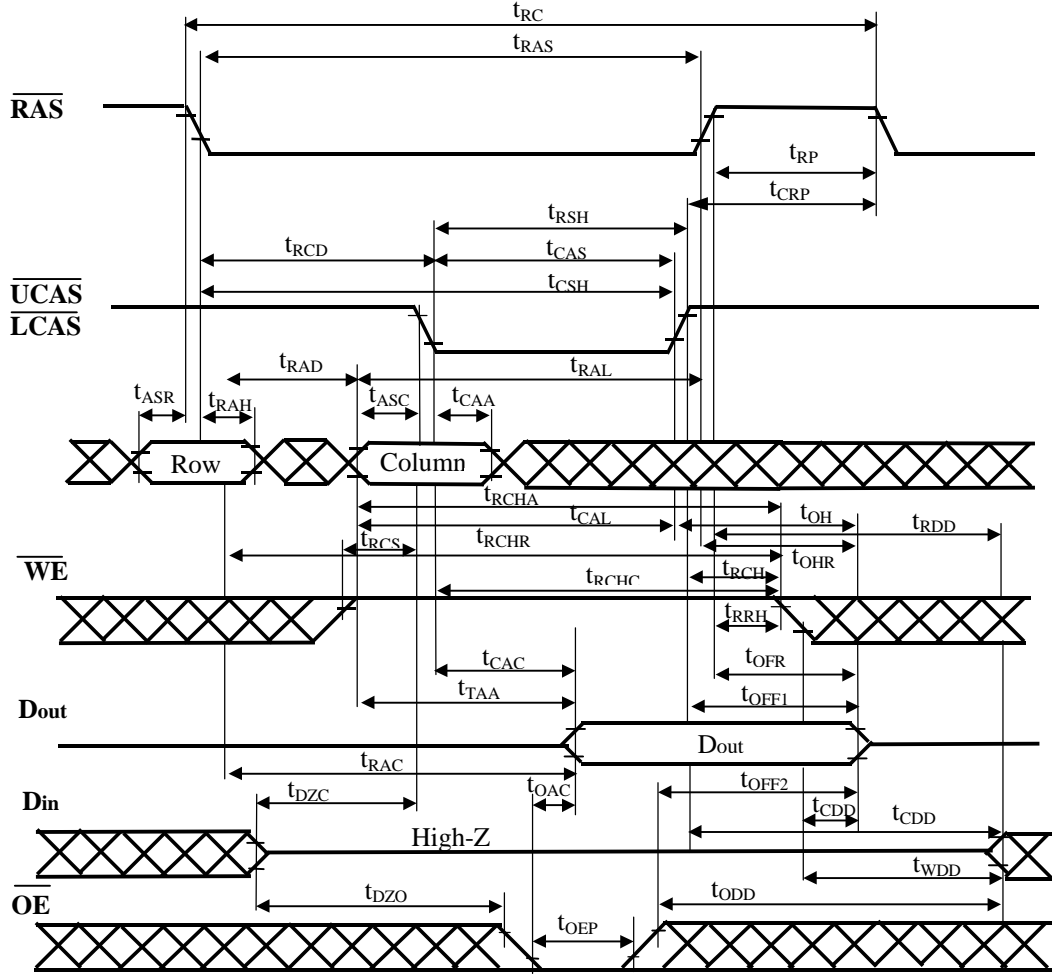 tRC
tRAS
RAS
tRP
tCRP
tRSH
tRCD
tCAS
UCAS
tCSH
LCAS
tRAD
tRAL
tASR
tASC
tCAA
tRAH
Row
Column
tRCHA
tCAL
tOH
tRDD
tRCS
tRCHR
tOHR
WE
tRCHC
tRCH
tRRH
tCAC
tOFR
tTAA
tOFF1
Dout
Dout
tRAC
tDZC
tOAC
tOFF2
Din
tCDD
tCDD
High-Z
tWDD
tDZO
tODD
OE
tOEP